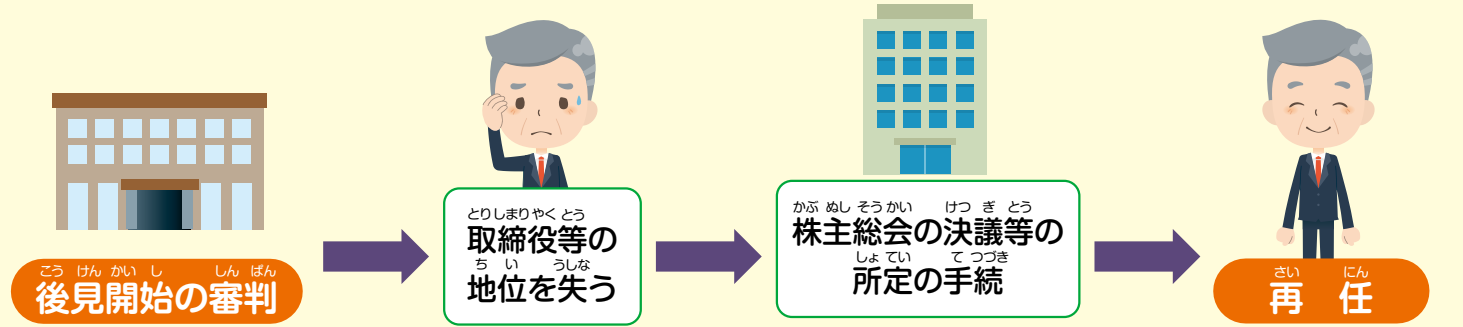 こうけんかいし しんぱん
後見開始の審判
とりしまりやくとう
取締役等の
ちい うしな
地位を失う
かぶぬしそうかい けつぎとう
株主総会の決議等の
しょてい てつづき
所定の手続
さいにん
再任